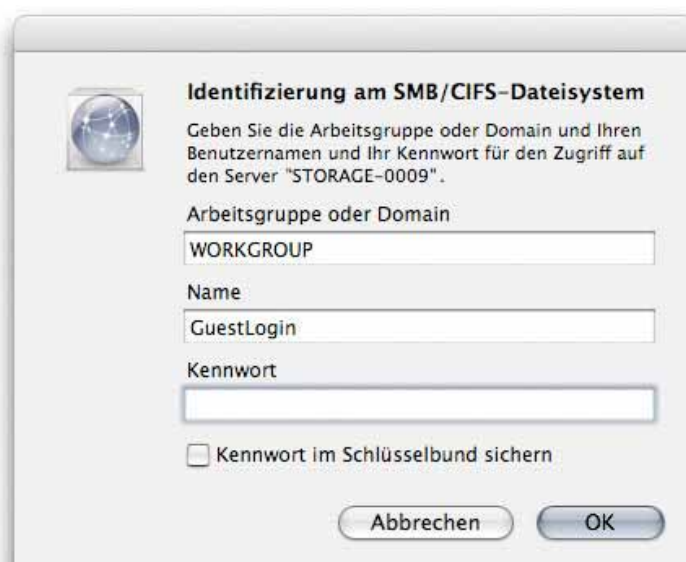 Identifizierung am SMB/CIFS-Dateisystem
Geben Sie die Arbeitsgruppe oder Domain und Ihren
Benutzernamen und Ihr Kennwort für den Zugriff auf
den Server "STORAGE-0009".
Arbeitsgruppe oder Domain
WORKGROUP
Name
GuestLogin
Kennwort
Kennwort im Schlüsselbund sichern
Abbrechen OK